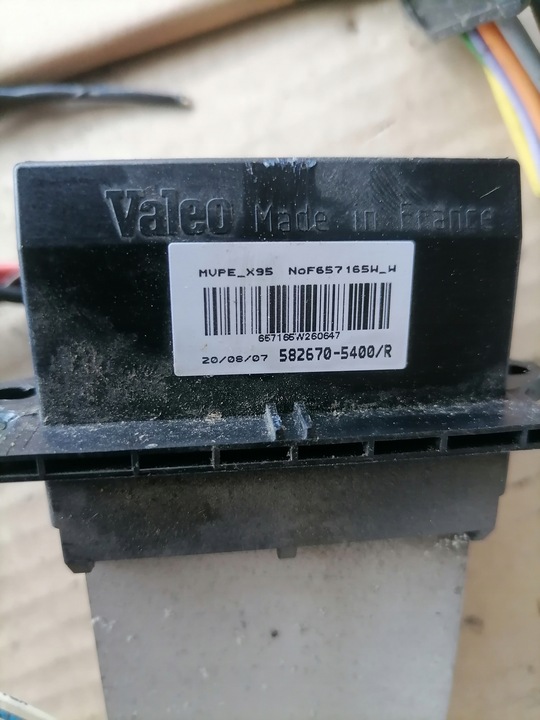 Valeo Made in France
MVPE_X95 NoF657165W_W
657165W260647
20/08/07 582670-5400/R